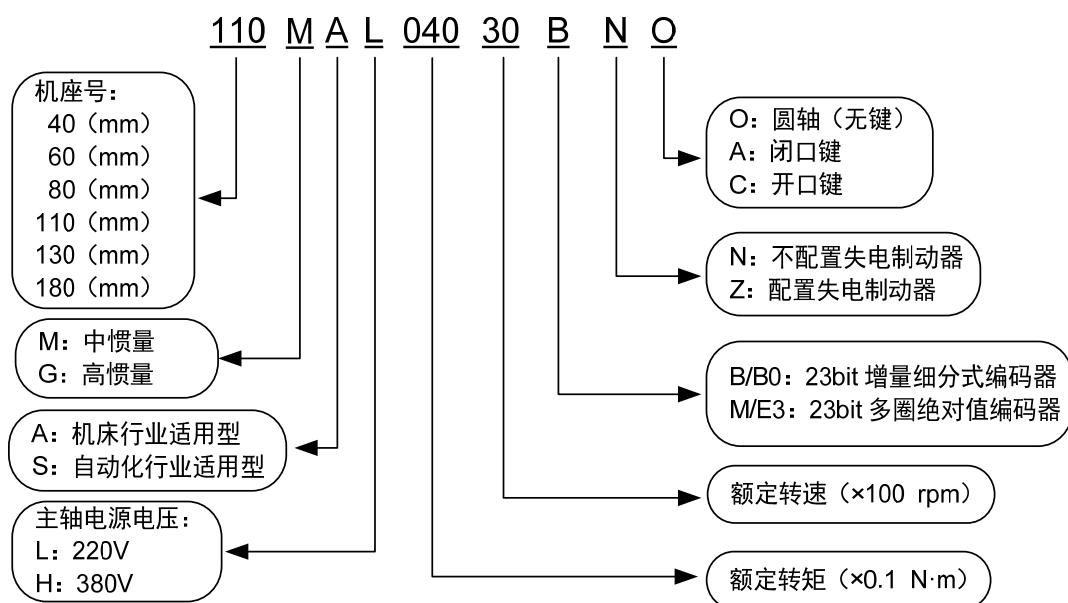 110 M A L 040 30 B N O
机座号：
40（mm）
60（mm）
80（mm）
110（mm）
130（mm）
180（mm）
M：中惯量
G：高惯量
A：机床行业适用型
S：自动化行业适用型
主轴电源电压：
L：220V
H：380V
O：圆轴（无键）
A：闭口键
C：开口键
N：不配置失电制动器
Z：配置失电制动器
B/B0：23bit 增量细分式编码器
M/E3：23bit 多圈绝对值编码器
额定转速（×100 rpm）
额定转矩（×0.1 N·m）